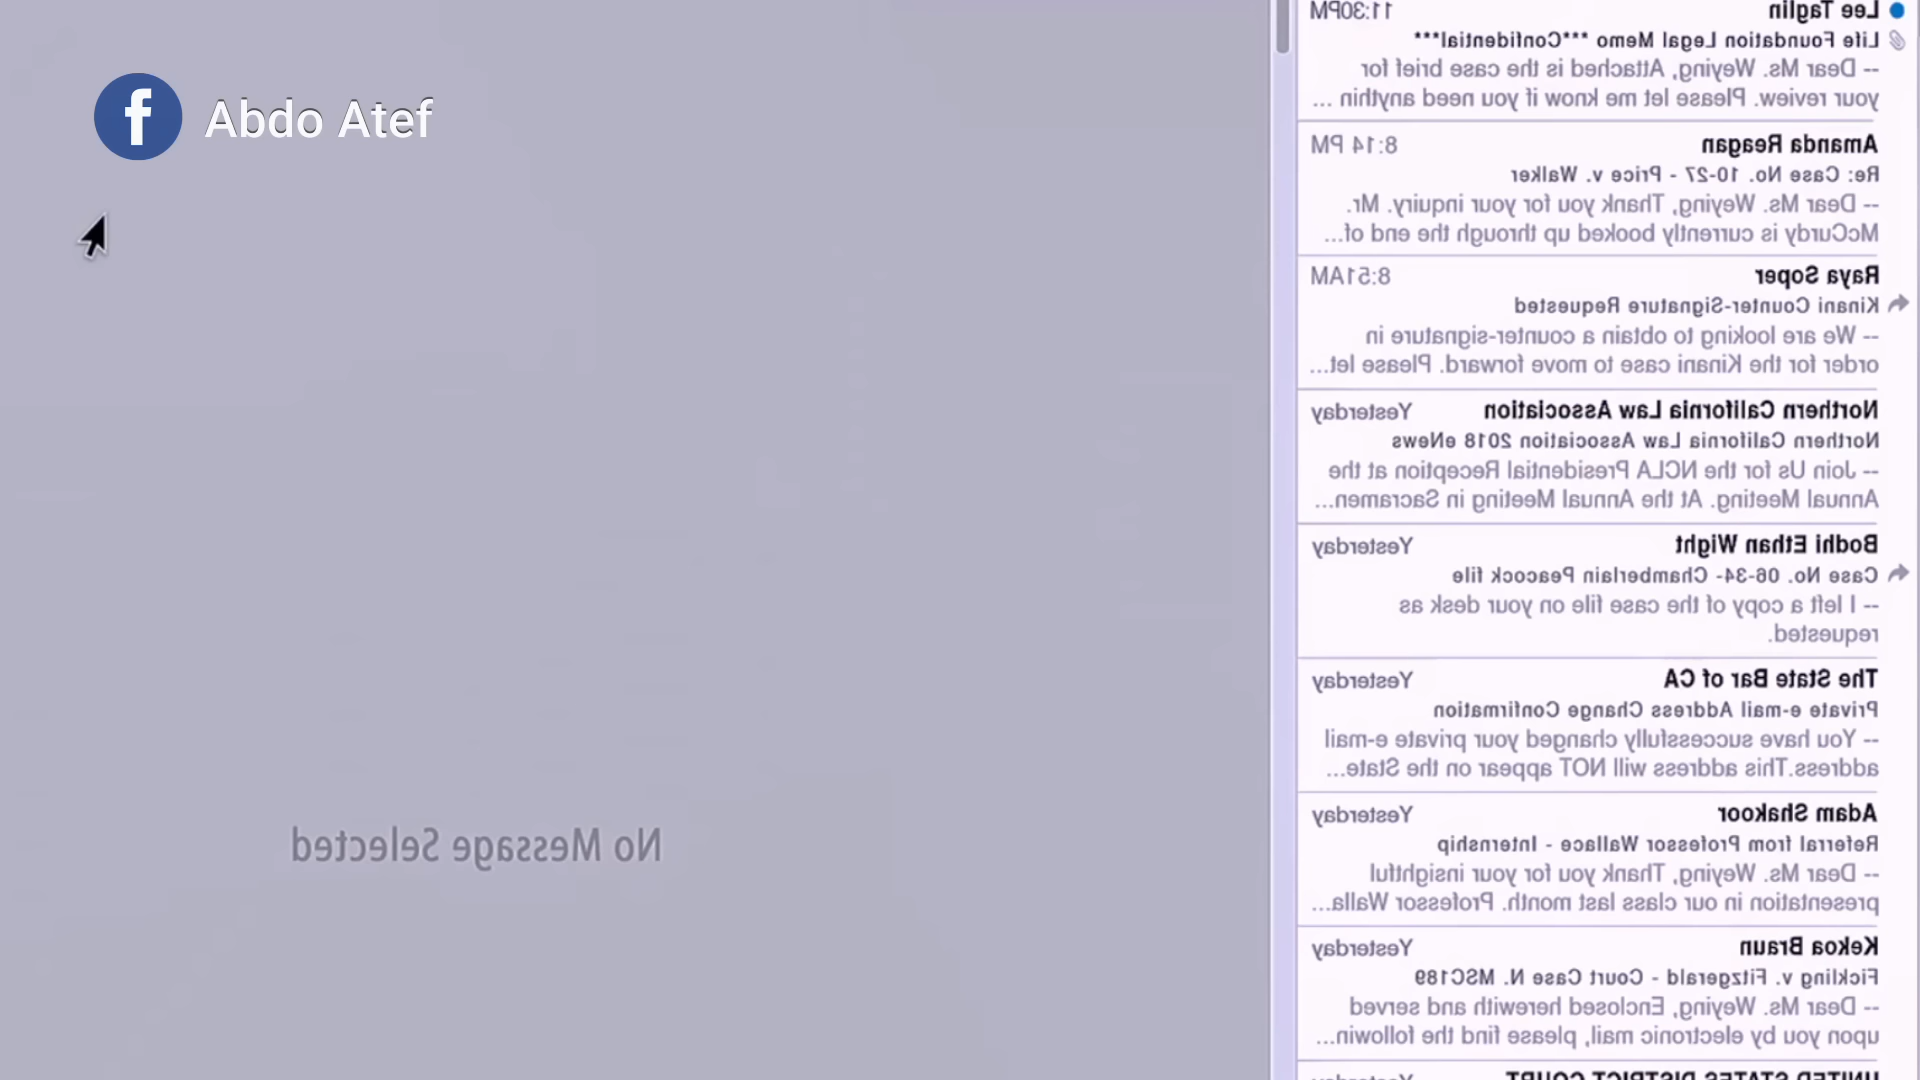 Abdo Atef
No Message Selected
Lee Taglin 11:30PM
Life Foundation Legal Memo ***Confidential***
-- Dear Ms. Weying, Attached is the case brief for
your review. Please let me know if you need anythin ...
Amanda Reagan 8:14 PM
Re: Case No. 10-27 - Price v. Walker
-- Dear Ms. Weying, Thank you for your inquiry. Mr.
McCurdy is currently booked up through the end of...
Raya Soper 8:51AM
Kinani Counter-Signature Requested
-- We are looking to obtain a counter-signature in
order for the Kinani case to move forward. Please let...
Northern California Law Association Yesterday
Northern California Law Association 2018 eNews
-- Join Us for the NCLA Presidential Reception at the
Annual Meeting. At the Annual Meeting in Sacramen...
Bodhi Ethan Wight Yesterday
Case No. 06-34- Chamberlain Peacock file
-- I left a copy of the case file on your desk as
requested.
The State Bar of CA Yesterday
Private e-mail Address Change Confirmation
-- You have successfully changed your private e-mail
address.This address will NOT appear on the State...
Adam Shakoor Yesterday
Referral from Professor Wallace - Internship
-- Dear Ms. Weying, Thank you for your insightful
presentation in our class last month. Professor Walla...
Kekoa Braun Yesterday
Fickling v. Fitzgerald - Court Case N. MSC189
-- Dear Ms. Weying, Enclosed herewith and served
upon you by electronic mail, please find the followin...
UNITED STATES DISTRICT COURT Yesterday